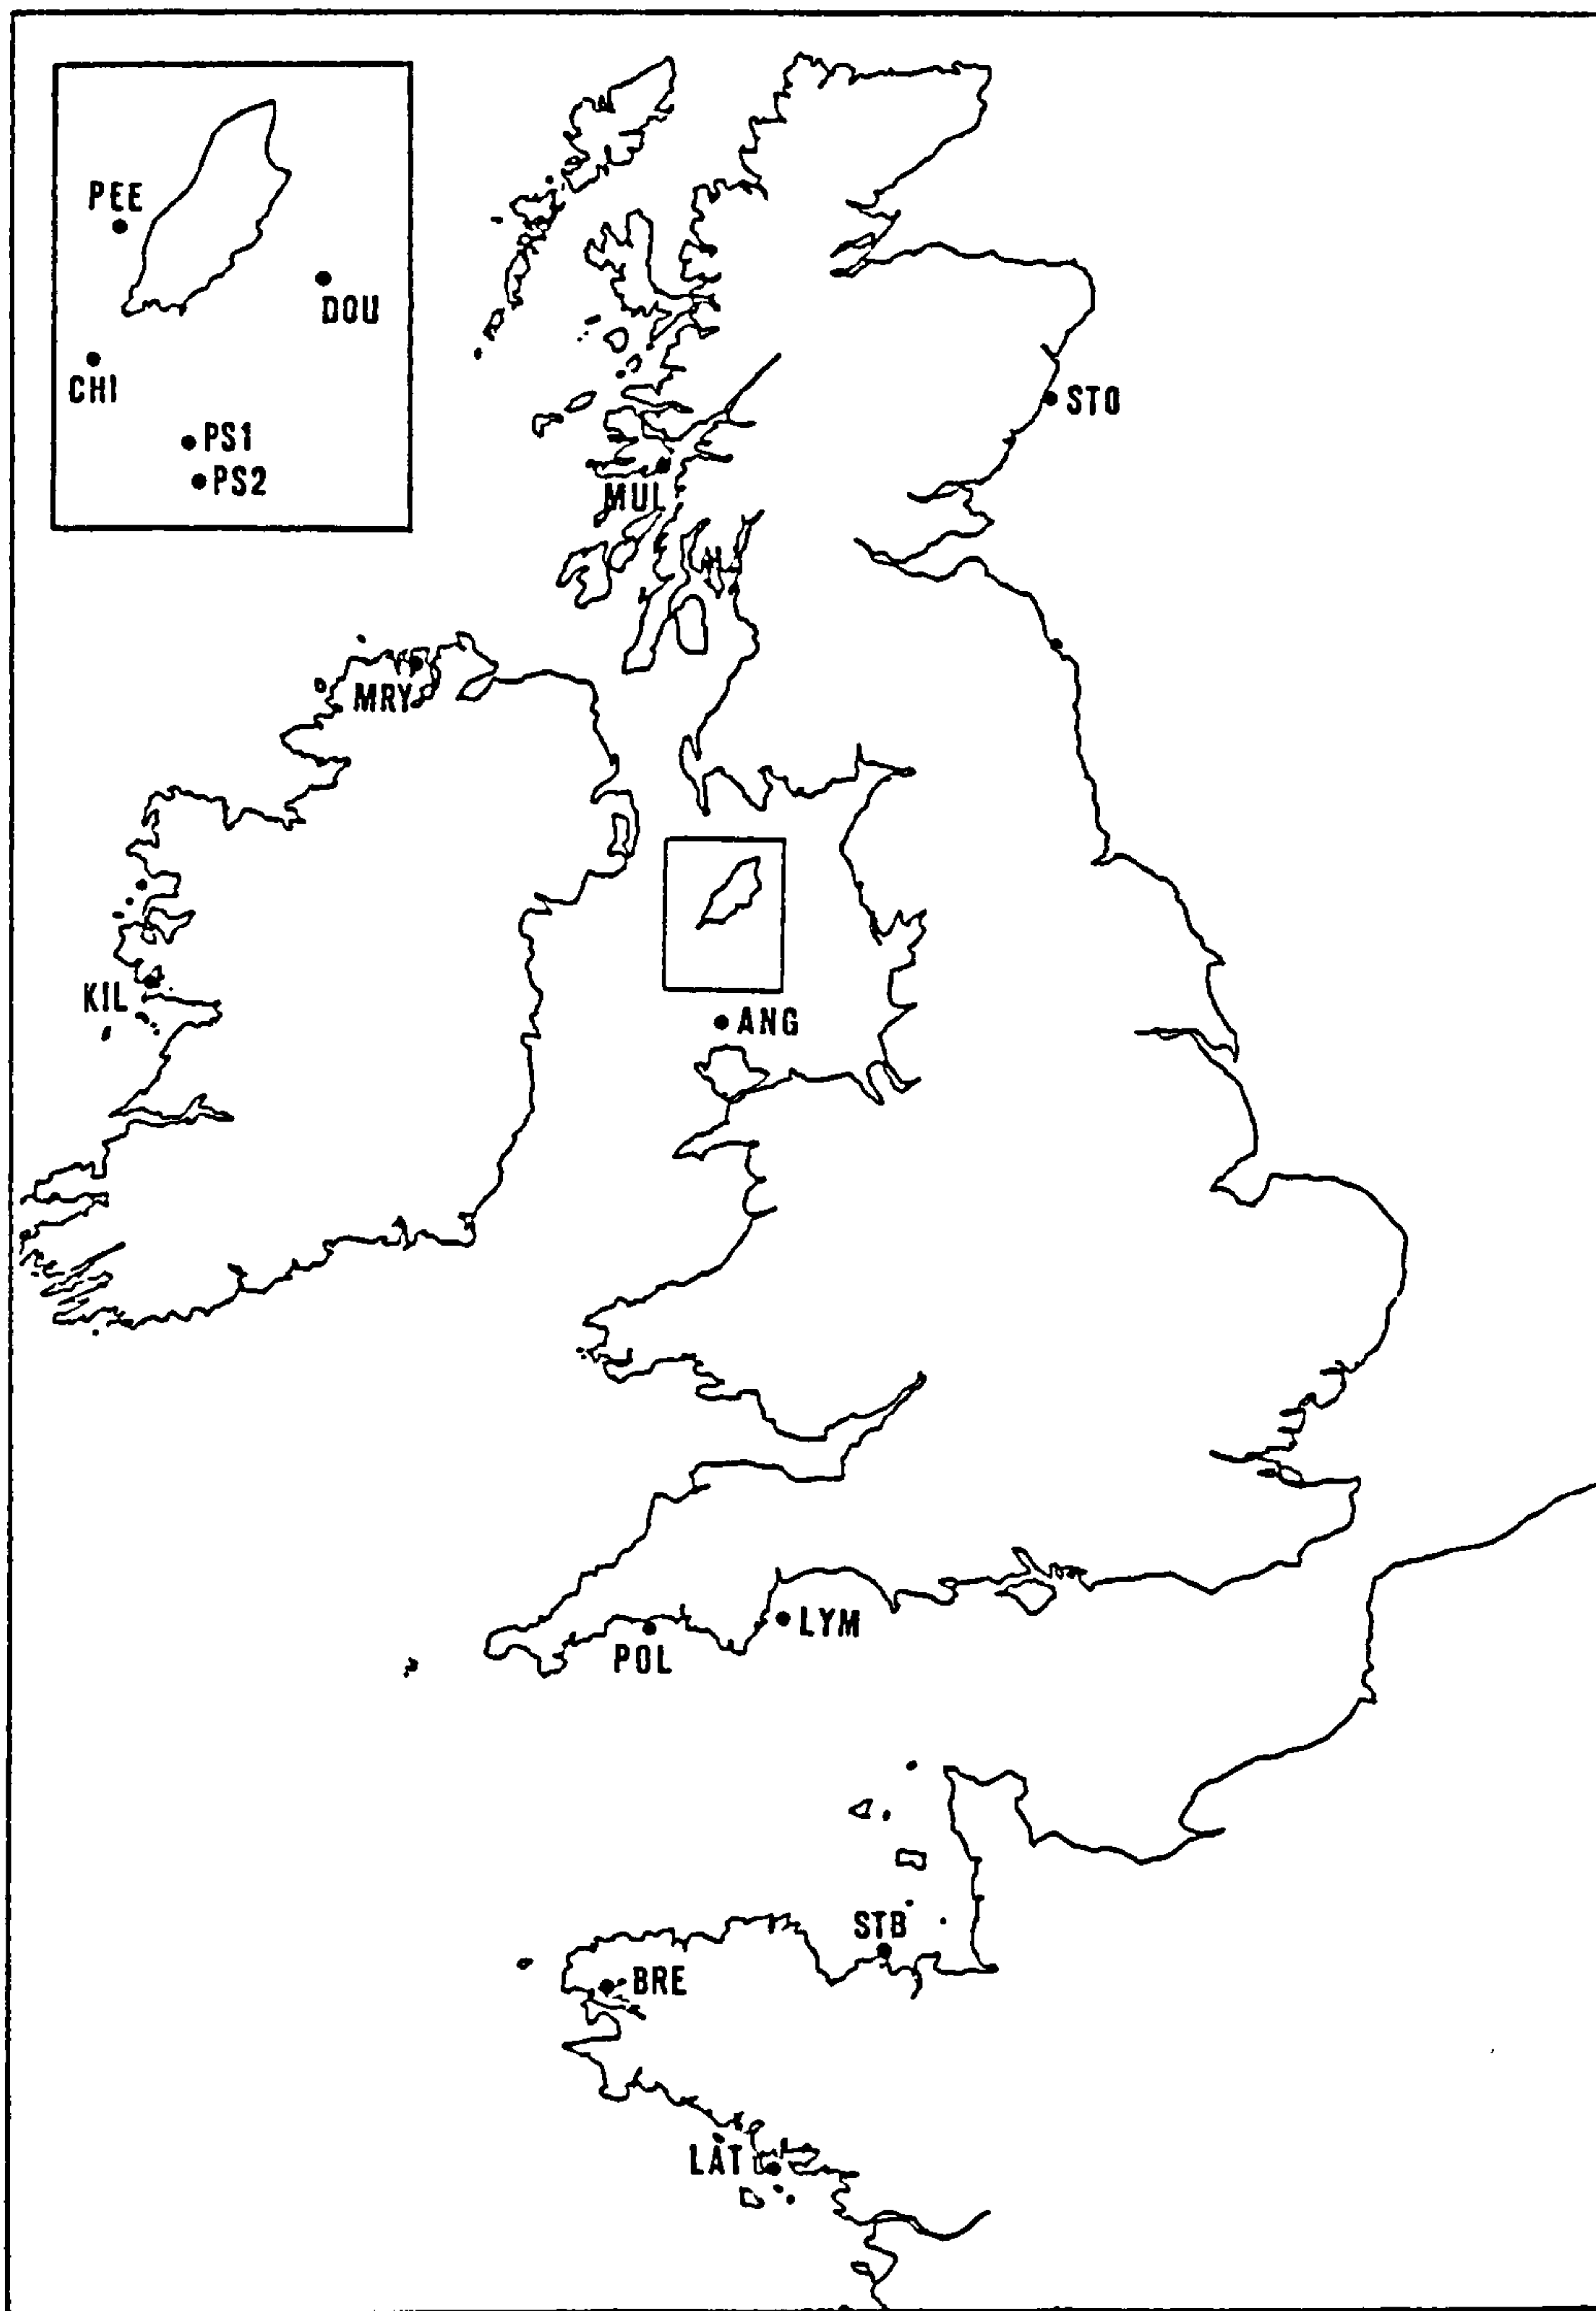 PEE
DOU
CHI
PS1
PS2
STO
MUL
MRY
KIL
ANG
LYM
POL
STB
BRE
LAT